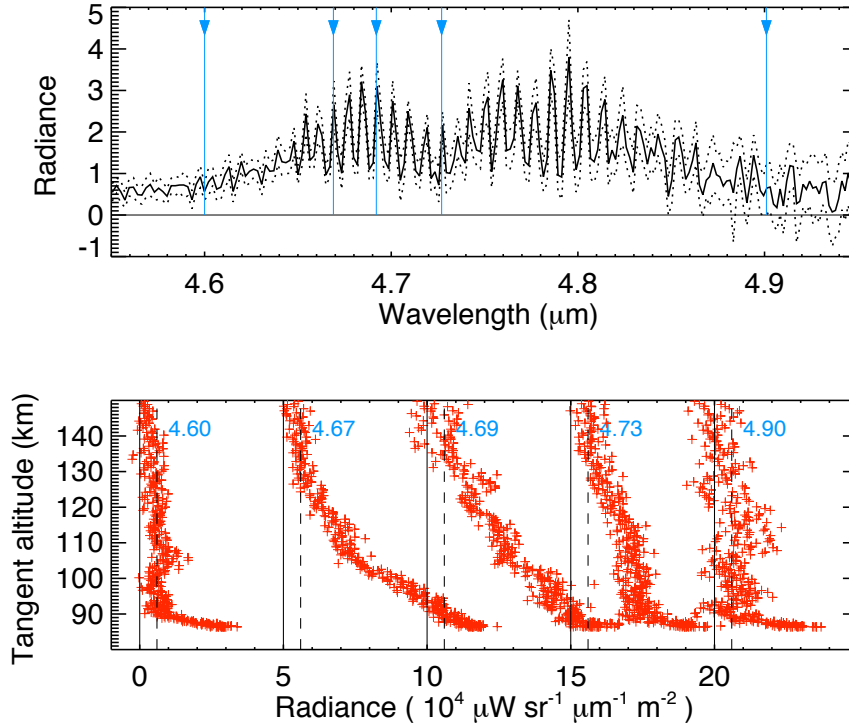 5
4
3
2
1
0
-1
Radiance
4.6 4.7 4.8 4.9
Wavelength (μm)
140
130
120
110
100
90
Tangent altitude (km)
4.60 4.67 4.69 4.73 4.90
0 5 10 15 20
Radiance ( 10⁴ μW sr⁻¹ μm⁻¹ m⁻² )